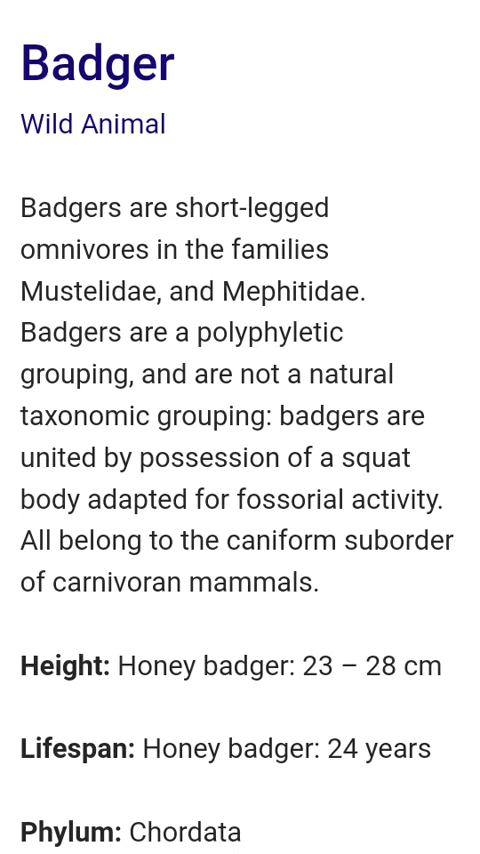 Badger
Wild Animal
Badgers are short-legged
omnivores in the families
Mustelidae, and Mephitidae.
Badgers are a polyphyletic
grouping, and are not a natural
taxonomic grouping: badgers are
united by possession of a squat
body adapted for fossorial activity.
All belong to the caniform suborder
of carnivoran mammals.
Height: Honey badger: 23 – 28 cm
Lifespan: Honey badger: 24 years
Phylum: Chordata